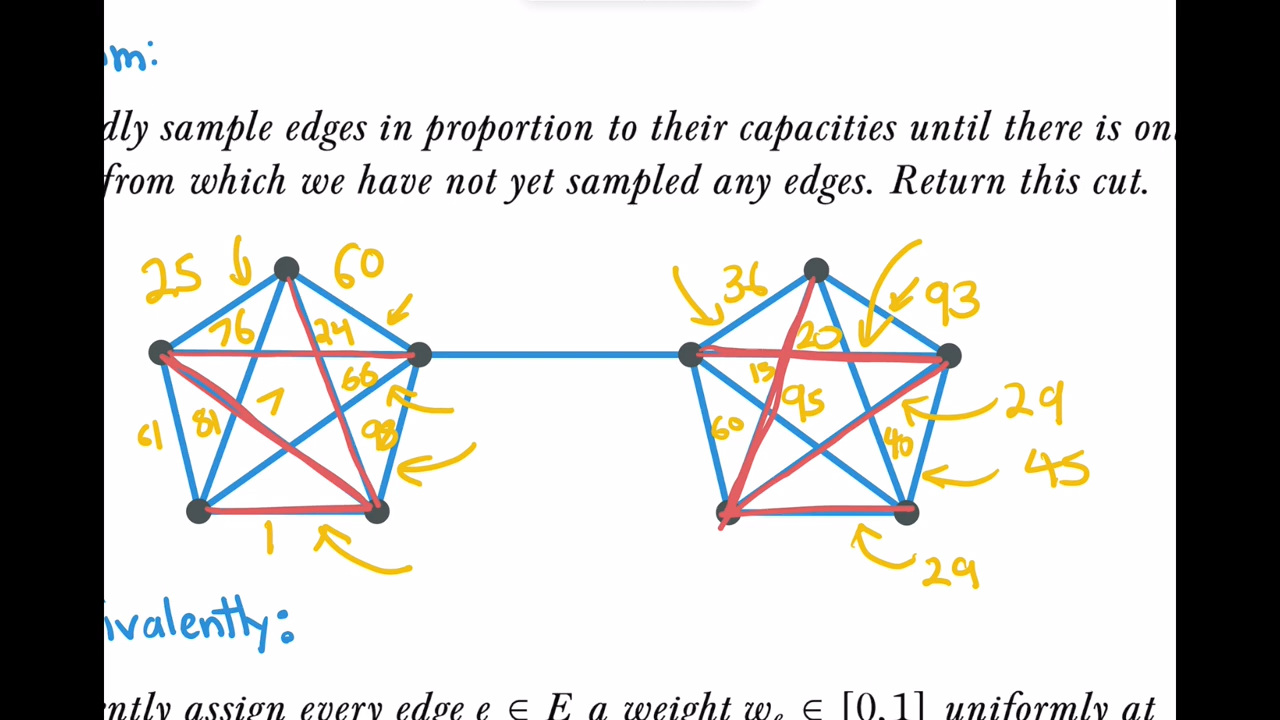 m:
dly sample edges in proportion to their capacities until there is on
from which we have not yet sampled any edges. Return this cut.
25 60 36 93
76 24 20
66 15
61 81 7 98 60 95 40 29
45
1 29
ivalently:
ently assign every edge e ∈ E a weight wₑ ∈ [0,1] uniformly at